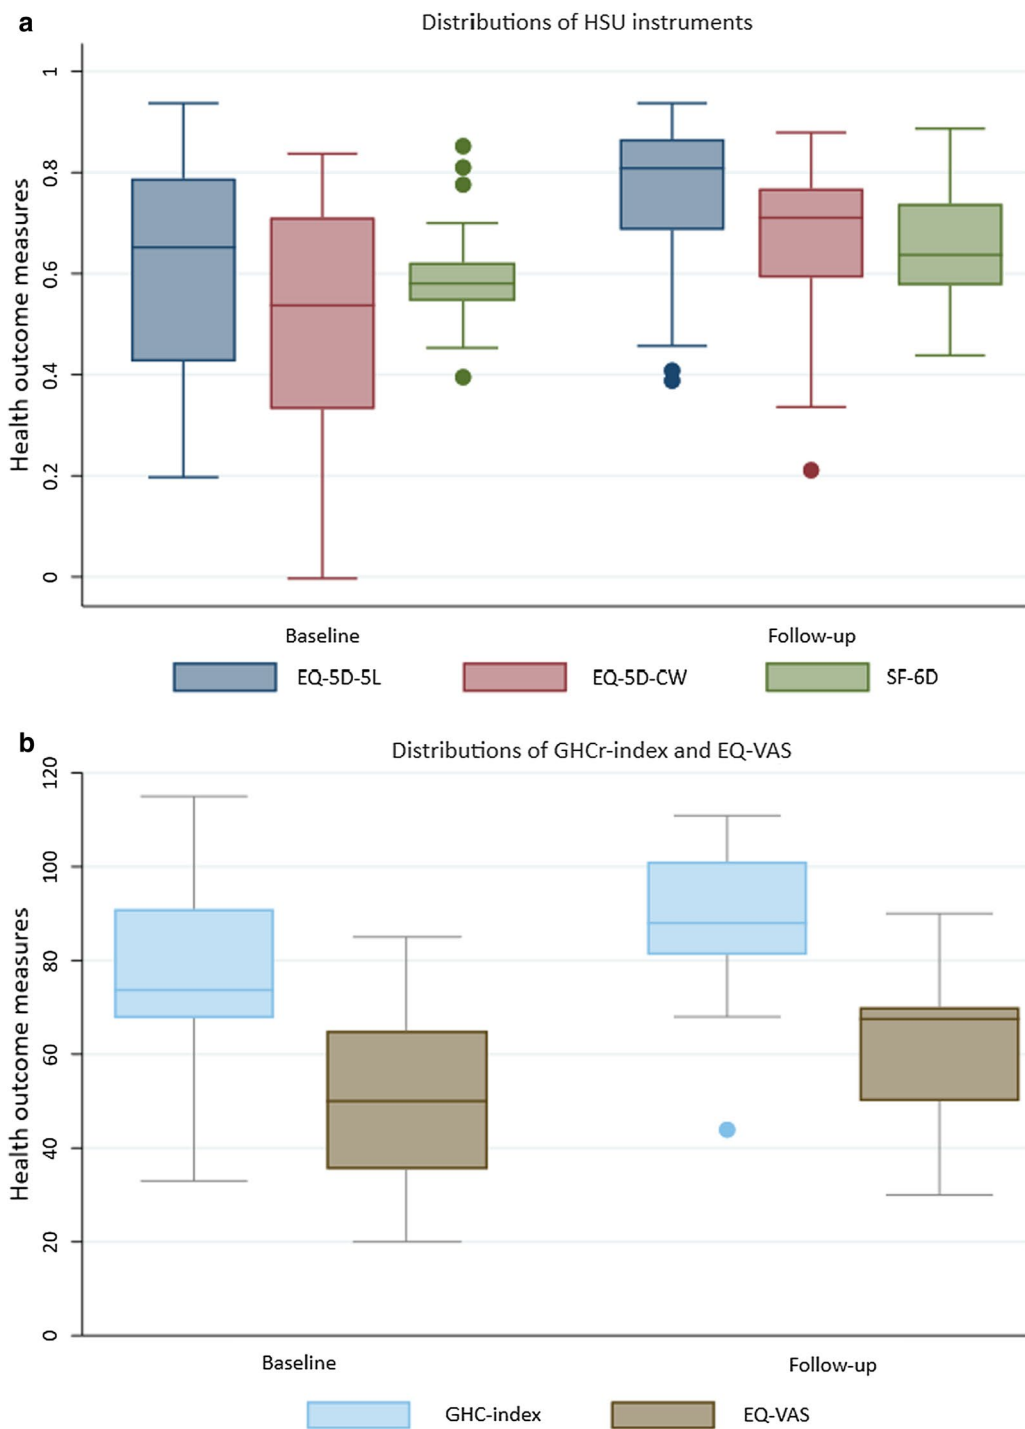 a
Distributions of HSU instruments
Health outcome measures
1
0.8
0.6
0.4
0.2
0
Baseline
Follow-up
EQ-5D-5L
EQ-5D-CW
SF-6D
b
Distributions of GHCr-index and EQ-VAS
Health outcome measures
120
100
80
60
40
20
0
Baseline
Follow-up
GHC-index
EQ-VAS